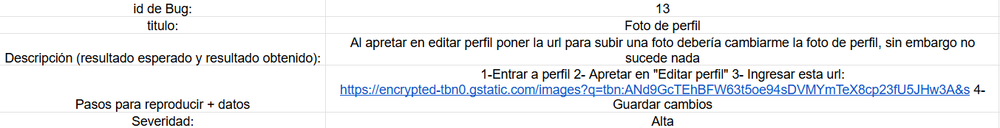 id de Bug: 13
titulo: Foto de perfil
Al apretar en editar perfil poner la url para subir una foto debería cambiarme la foto de perfil, sin embargo no
Descripción (resultado esperado y resultado obtenido): sucede nada
1-Entrar a perfil 2- Apretar en "Editar perfil" 3- Ingresar esta url:
https://encrypted-tbn0.gstatic.com/images?q=tbn:ANd9GcTEhBFW63t5oe94sDVMYmTeX8cp23fU5JHw3A&s 4-
Pasos para reproducir + datos Guardar cambios
Severidad: Alta